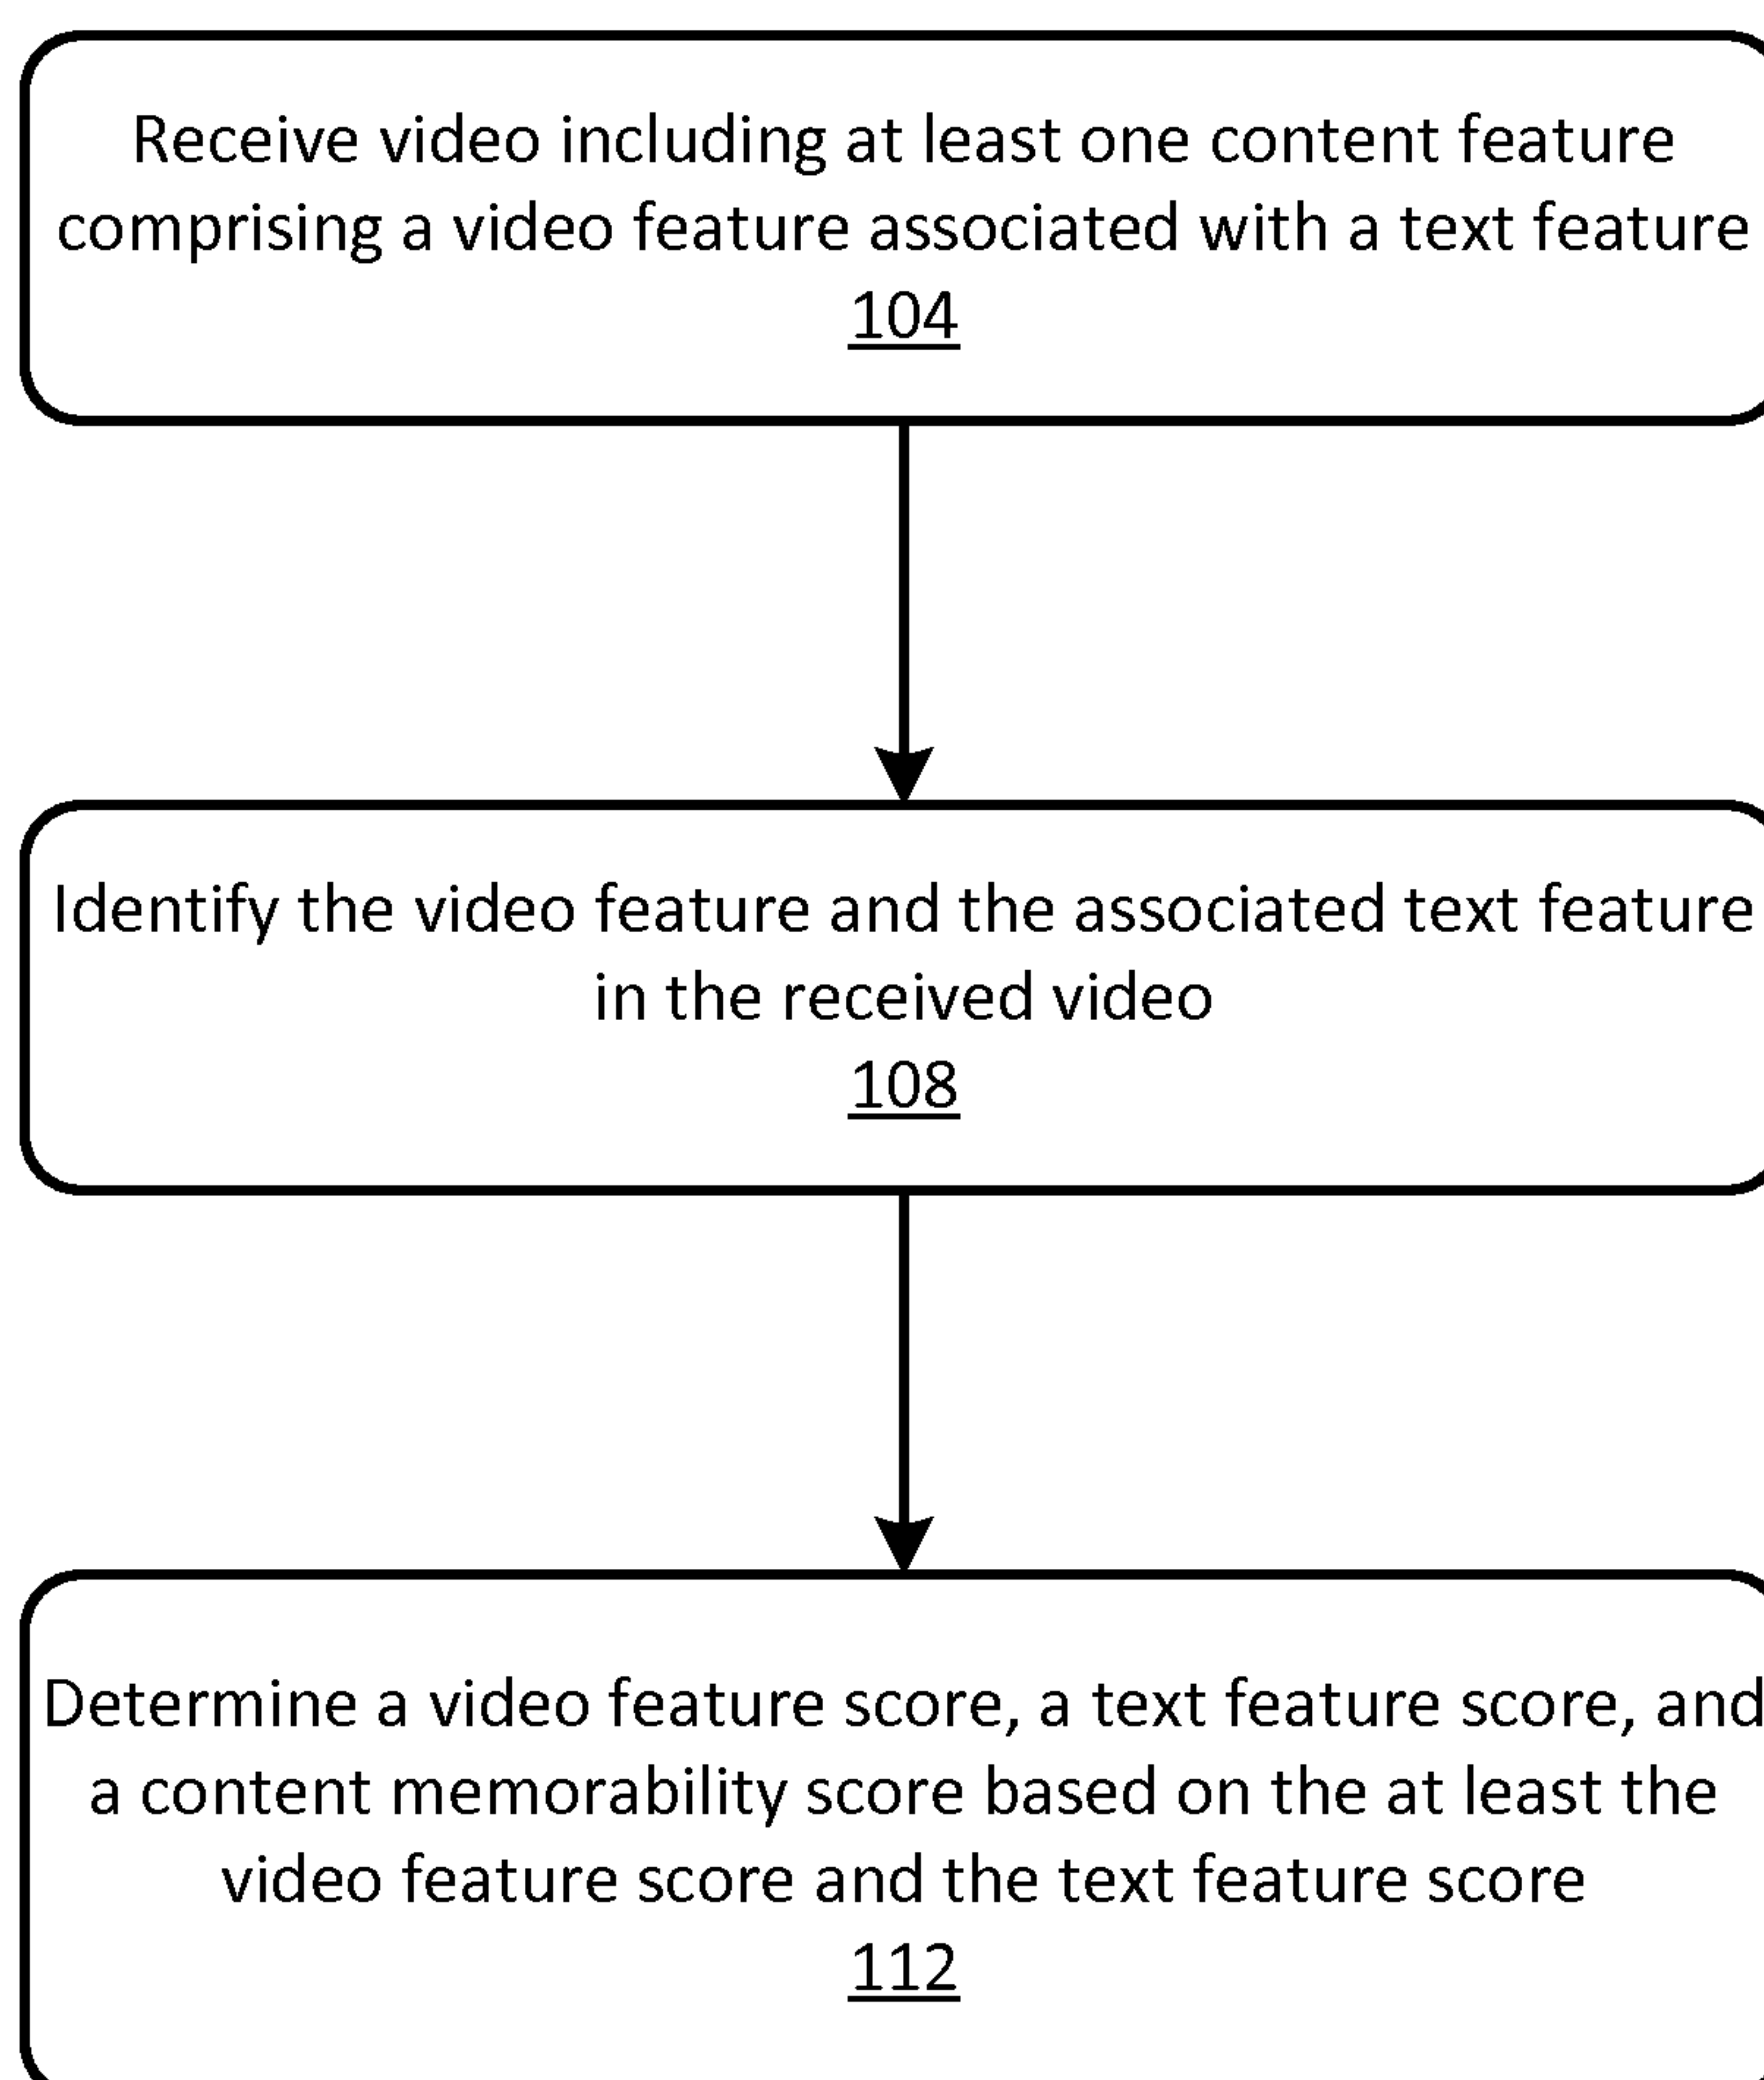 Receive video including at least one content feature
comprising a video feature associated with a text feature
104
Identify the video feature and the associated text feature
in the received video
108
Determine a video feature score, a text feature score, and
a content memorability score based on the at least the
video feature score and the text feature score
112